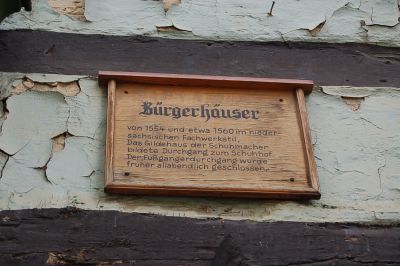 Bürgerhäuser
von 1554 und etwa 1560 im nieder-
sächsischen Fachwerkstil.
Das Gildehaus der Schuhmacher
bildete Durchgang zum Schuhhof
Der Fußgängerdurchgang wurde
früher allabendlich geschlossen.